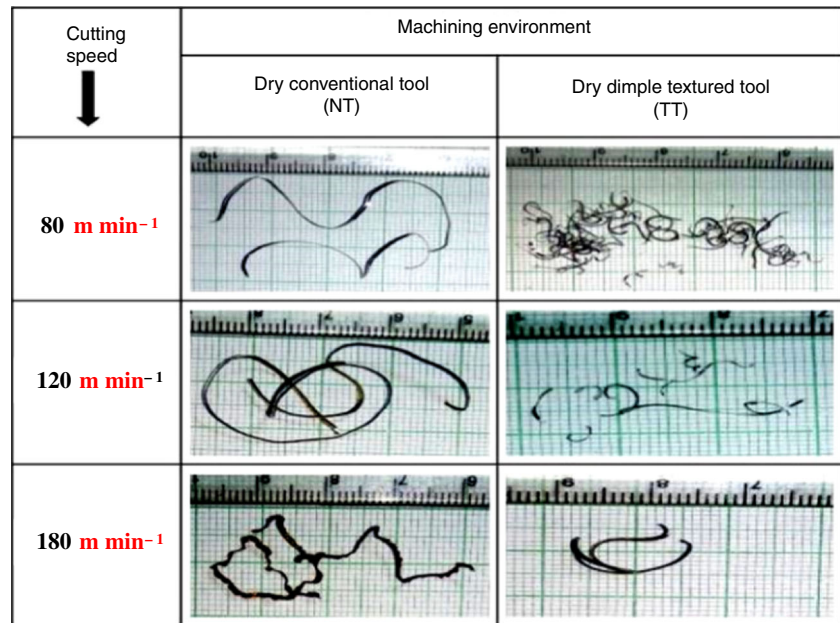 Cutting
speed
Machining environment
Dry conventional tool
(NT)
Dry dimple textured tool
(TT)
80 m min⁻¹
120 m min⁻¹
180 m min⁻¹